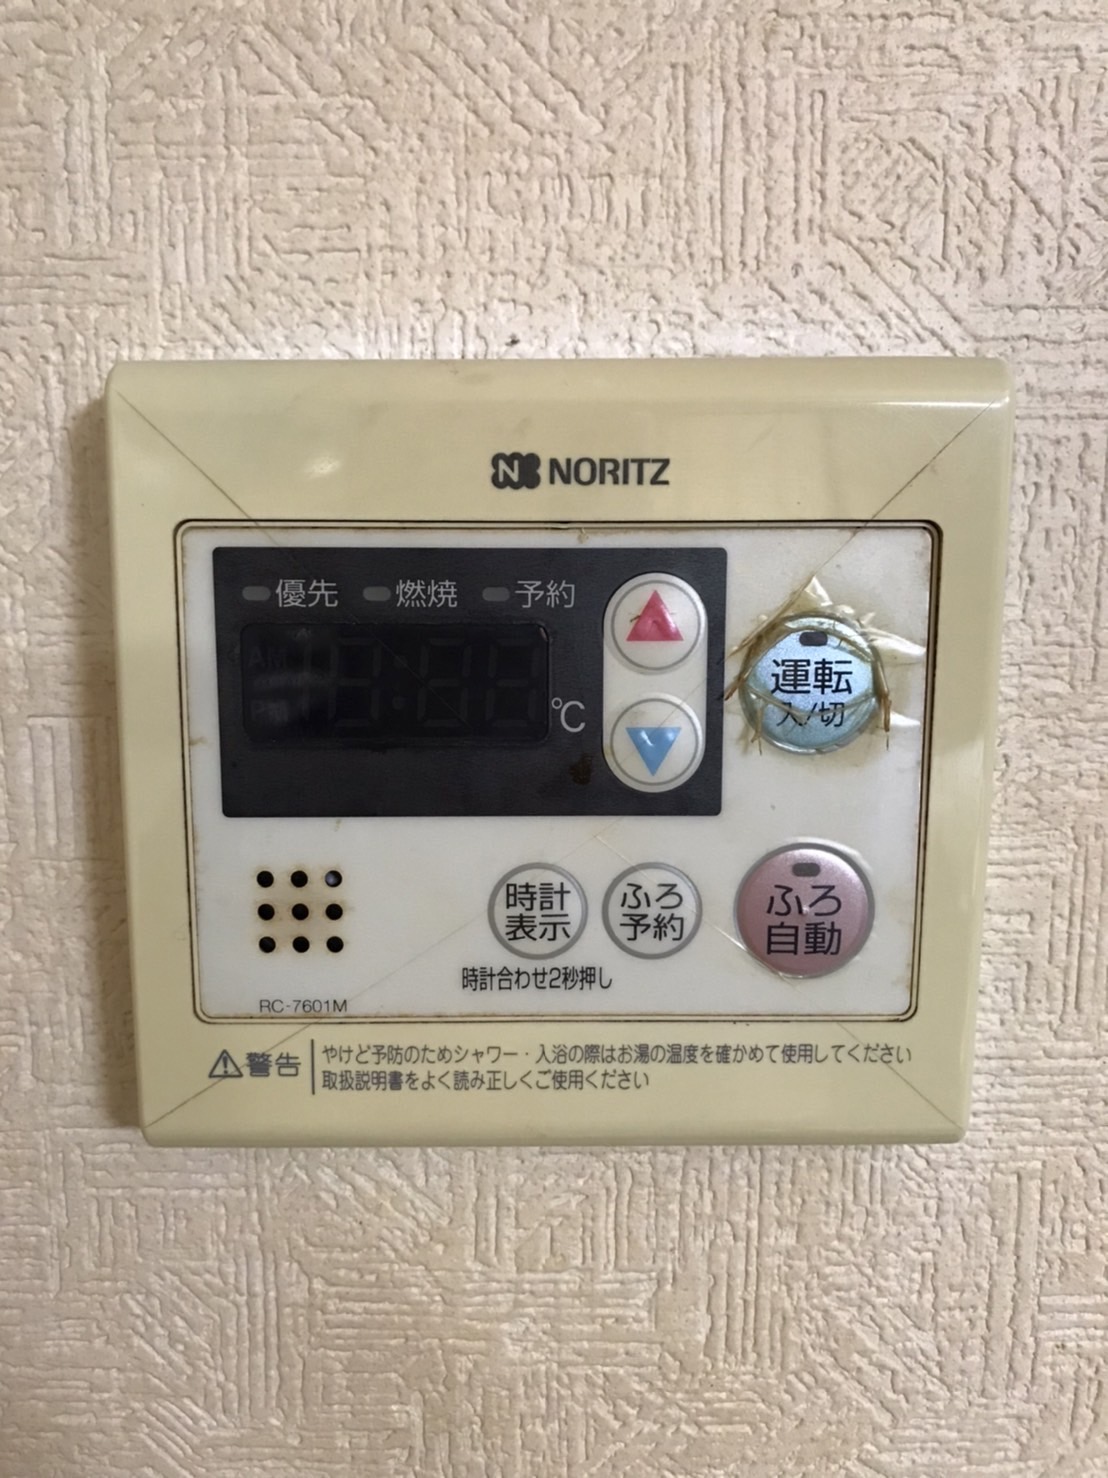 NORITZ
優先 燃焼 予約
℃
運転
入/切
時計
表示
ふろ
予約
ふろ
自動
時計合わせ2秒押し
RC-7601M
警告
やけど予防のためシャワー・入浴の際はお湯の温度を確かめて使用してください
取扱説明書をよく読み正しくご使用ください